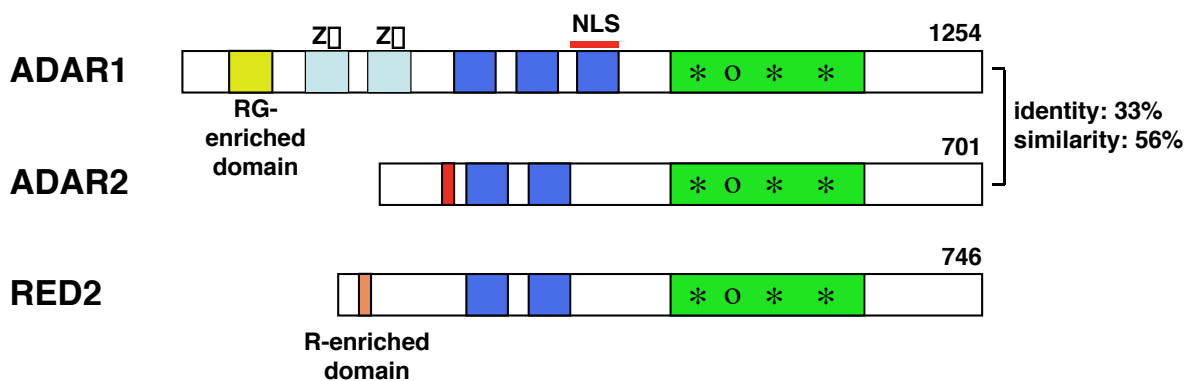 NLS
Z▯ Z▯ 1254
ADAR1 * o * *
RG-
enriched
domain
identity: 33%
similarity: 56%
701
ADAR2 * o * *
746
RED2 * o * *
R-enriched
domain